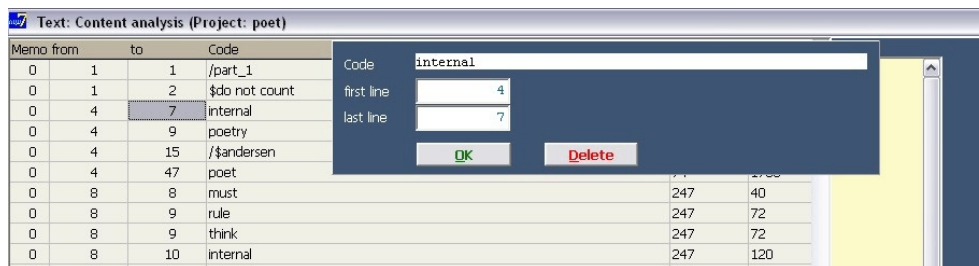 Text: Content analysis (Project: poet)
Memo from to Code
0 1 1 /part_1
0 1 2 $do not count
0 4 7 internal
0 4 9 poetry
0 4 15 /$andersen
0 4 47 poet
0 8 8 must 247 40
0 8 9 rule 247 72
0 8 9 think 247 72
0 8 10 internal 247 120
Code internal
first line 4
last line 7
OK Delete